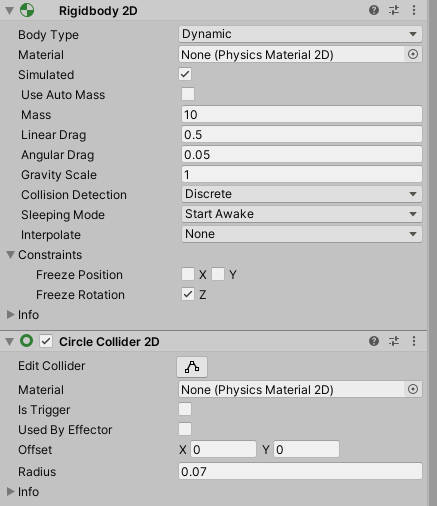 Rigidbody 2D
Body Type Dynamic
Material None (Physics Material 2D)
Simulated
Use Auto Mass
Mass 10
Linear Drag 0.5
Angular Drag 0.05
Gravity Scale 1
Collision Detection Discrete
Sleeping Mode Start Awake
Interpolate None
Constraints
Freeze Position X Y
Freeze Rotation Z
Info
Circle Collider 2D
Edit Collider
Material None (Physics Material 2D)
Is Trigger
Used By Effector
Offset X 0 Y 0
Radius 0.07
Info